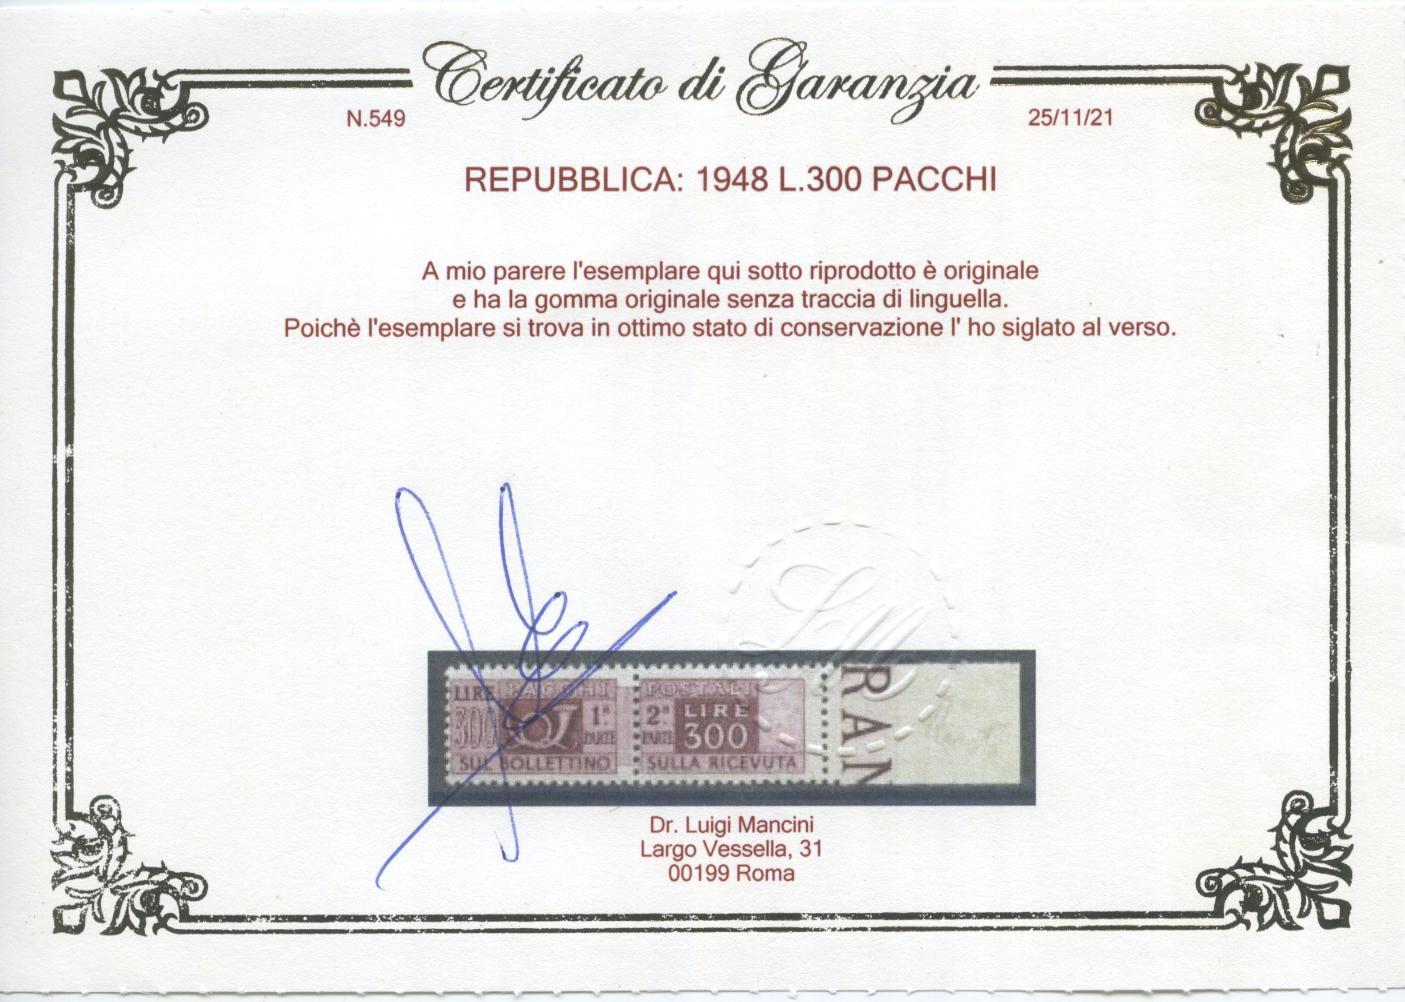 Certificato di Garanzia
N.549
25/11/21
REPUBBLICA: 1948 L.300 PACCHI
A mio parere l'esemplare qui sotto riprodotto è originale
e ha la gomma originale senza traccia di linguella.
Poichè l'esemplare si trova in ottimo stato di conservazione l' ho siglato al verso.
LIRE PACCHI POSTALI
300 1ª PARTE 2ª PARTE LIRE 300
SUL BOLLETTINO SULLA RICEVUTA
RAN
LM
Dr. Luigi Mancini
Largo Vessella, 31
00199 Roma